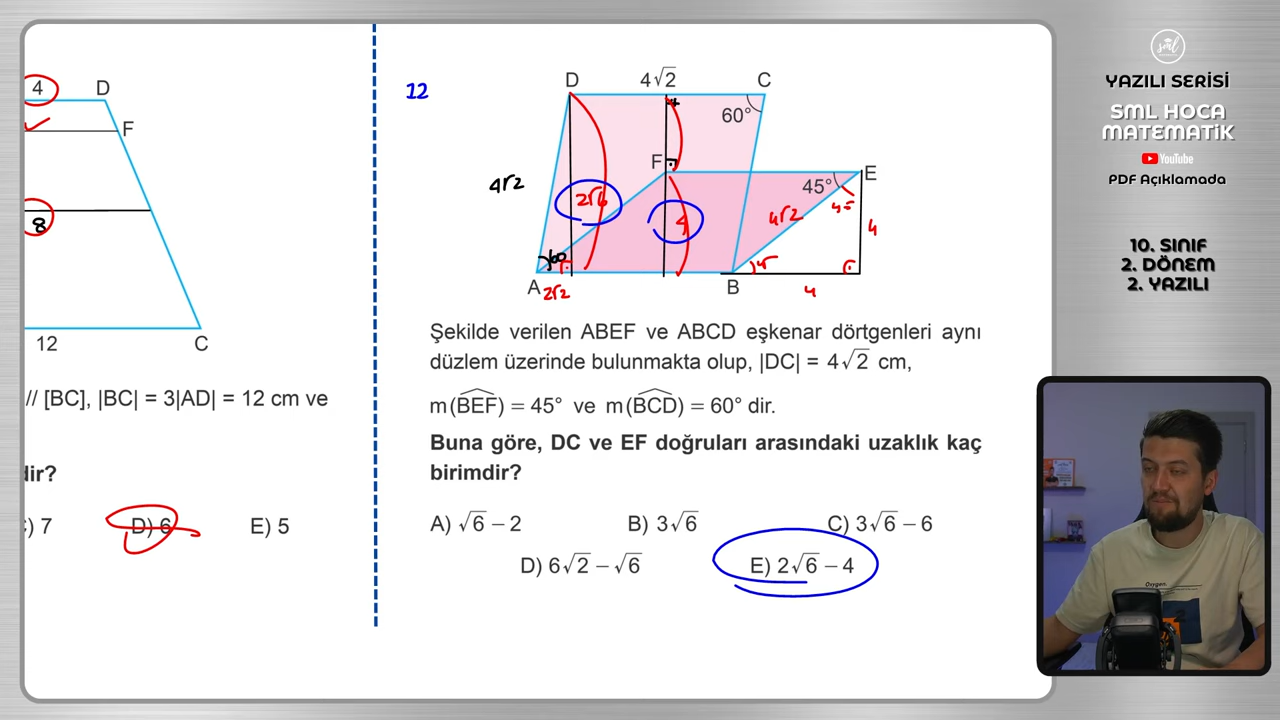 4
D
F
8
12
C
// [BC], |BC| = 3|AD| = 12 cm ve
dir?
) 7
D) 6
E) 5
12
D
4√2
C
60°
F
E
45°
45
4√2
2√6
4√2
4
4
60
45
A
2√2
B
4
Şekilde verilen ABEF ve ABCD eşkenar dörtgenleri aynı
düzlem üzerinde bulunmakta olup, |DC| = 4√2 cm,
m(BEF) = 45° ve m(BCD) = 60° dir.
Buna göre, DC ve EF doğruları arasındaki uzaklık kaç
birimdir?
A) √6 − 2
B) 3√6
C) 3√6 − 6
D) 6√2 − √6
E) 2√6 − 4
sml
YAZILI SERİSİ
SML HOCA
MATEMATİK
YouTube
PDF Açıklamada
10. SINIF
2. DÖNEM
2. YAZILI
Oxygen.